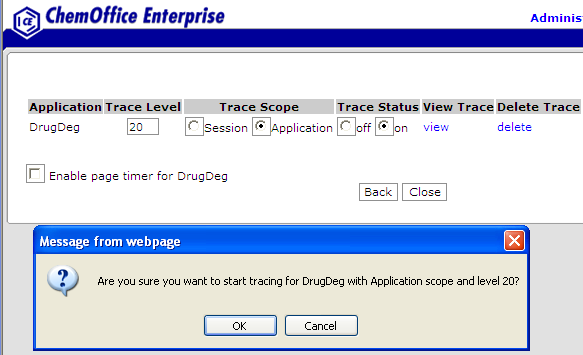 ChemOffice Enterprise
Adminis
Application Trace Level Trace Scope Trace Status View Trace Delete Trace
DrugDeg 20 Session Application off on view delete
Enable page timer for DrugDeg
Back Close
Message from webpage
Are you sure you want to start tracing for DrugDeg with Application scope and level 20?
OK Cancel